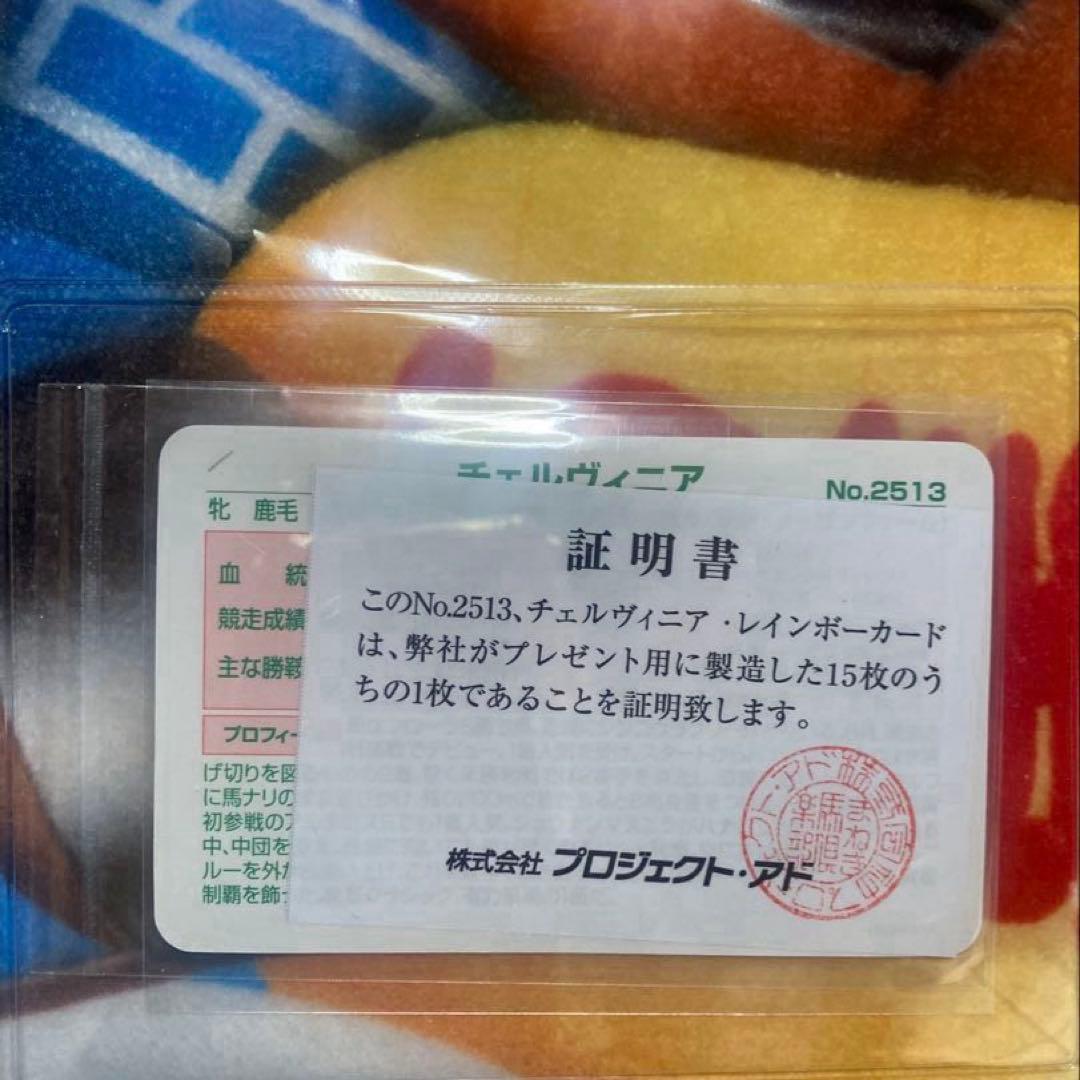 チェルヴィニア
No.2513
牝 鹿毛
血 統
競走成績
主な勝鞍
プロフィー
げ切りを図
に馬ナリの
初参戦のア
中、中団を
ルーを外か
制覇を飾っ
証明書
このNo.2513、チェルヴィニア・レインボーカード
は、弊社がプレゼント用に製造した15枚のう
ちの1枚であることを証明致します。
株式会社 プロジェクト・アド